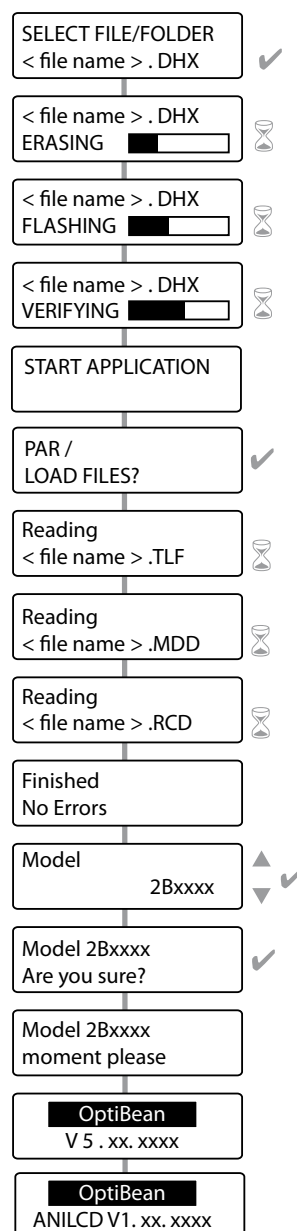 SELECT FILE/FOLDER
< file name > . DHX
< file name > . DHX
ERASING
< file name > . DHX
FLASHING
< file name > . DHX
VERIFYING
START APPLICATION
PAR /
LOAD FILES?
Reading
< file name > .TLF
Reading
< file name > .MDD
Reading
< file name > .RCD
Finished
No Errors
Model
2Bxxxx
Model 2Bxxxx
Are you sure?
Model 2Bxxxx
moment please
OptiBean
V 5 . xx. xxxx
OptiBean
ANILCD V1. xx. xxxx